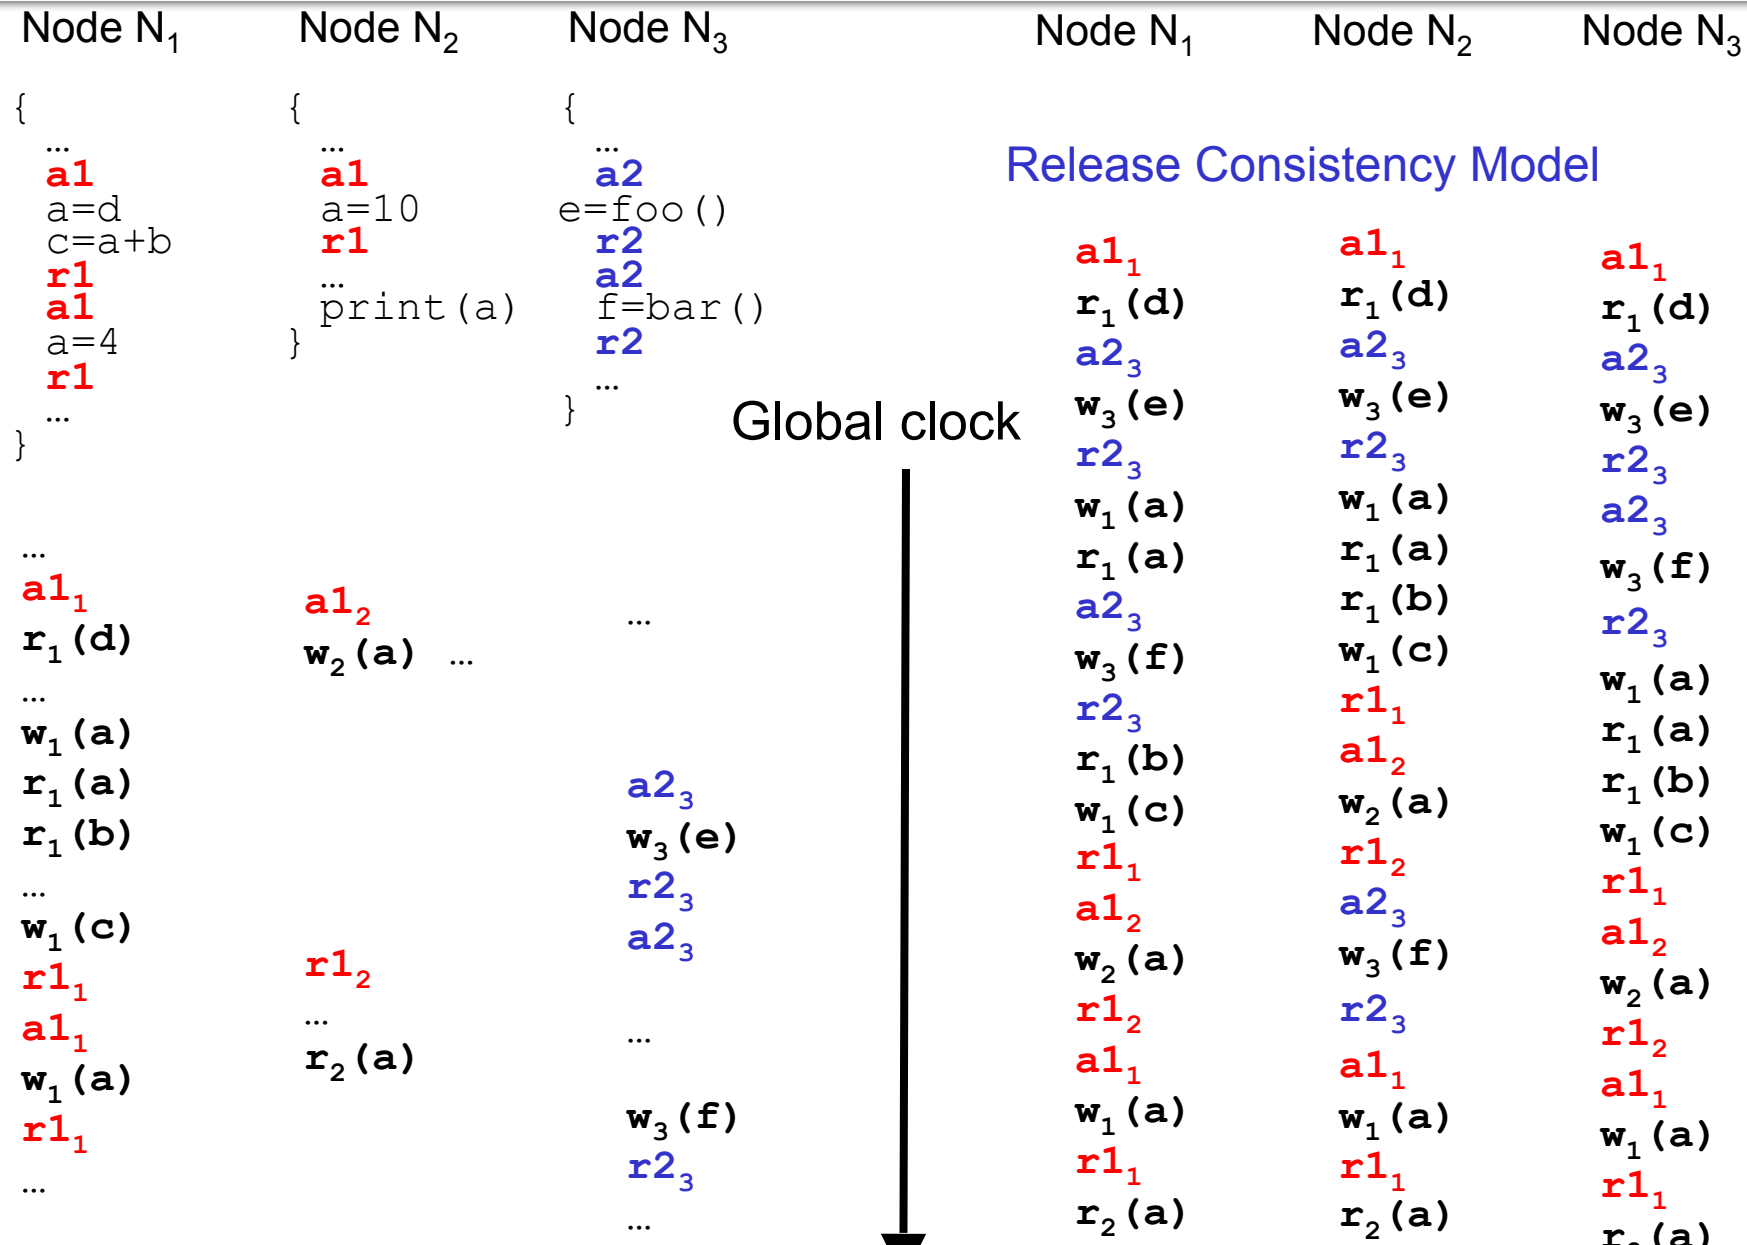 Node N1
{
…
a1
a=d
c=a+b
r1
a1
a=4
r1
…
}
…
a11
r1(d)
…
w1(a)
r1(a)
r1(b)
…
w1(c)
r11
a11
w1(a)
r11
…
Node N2
{
…
a1
a=10
r1
…
print(a)
}
a12
w2(a) …
r12
…
r2(a)
Node N3
{
…
a2
e=foo()
r2
a2
f=bar()
r2
…
}
…
a23
w3(e)
r23
a23
…
w3(f)
r23
…
Global clock
Release Consistency Model
Node N1
a11
r1(d)
a23
w3(e)
r23
w1(a)
r1(a)
a23
w3(f)
r23
r1(b)
w1(c)
r11
a12
w2(a)
r12
a11
w1(a)
r11
r2(a)
Node N2
a11
r1(d)
a23
w3(e)
r23
w1(a)
r1(a)
r1(b)
w1(c)
r11
a12
w2(a)
r12
a23
w3(f)
r23
a11
w1(a)
r11
r2(a)
Node N3
a11
r1(d)
a23
w3(e)
r23
a23
w3(f)
r23
w1(a)
r1(a)
r1(b)
w1(c)
r11
a12
w2(a)
r12
a11
w1(a)
r11